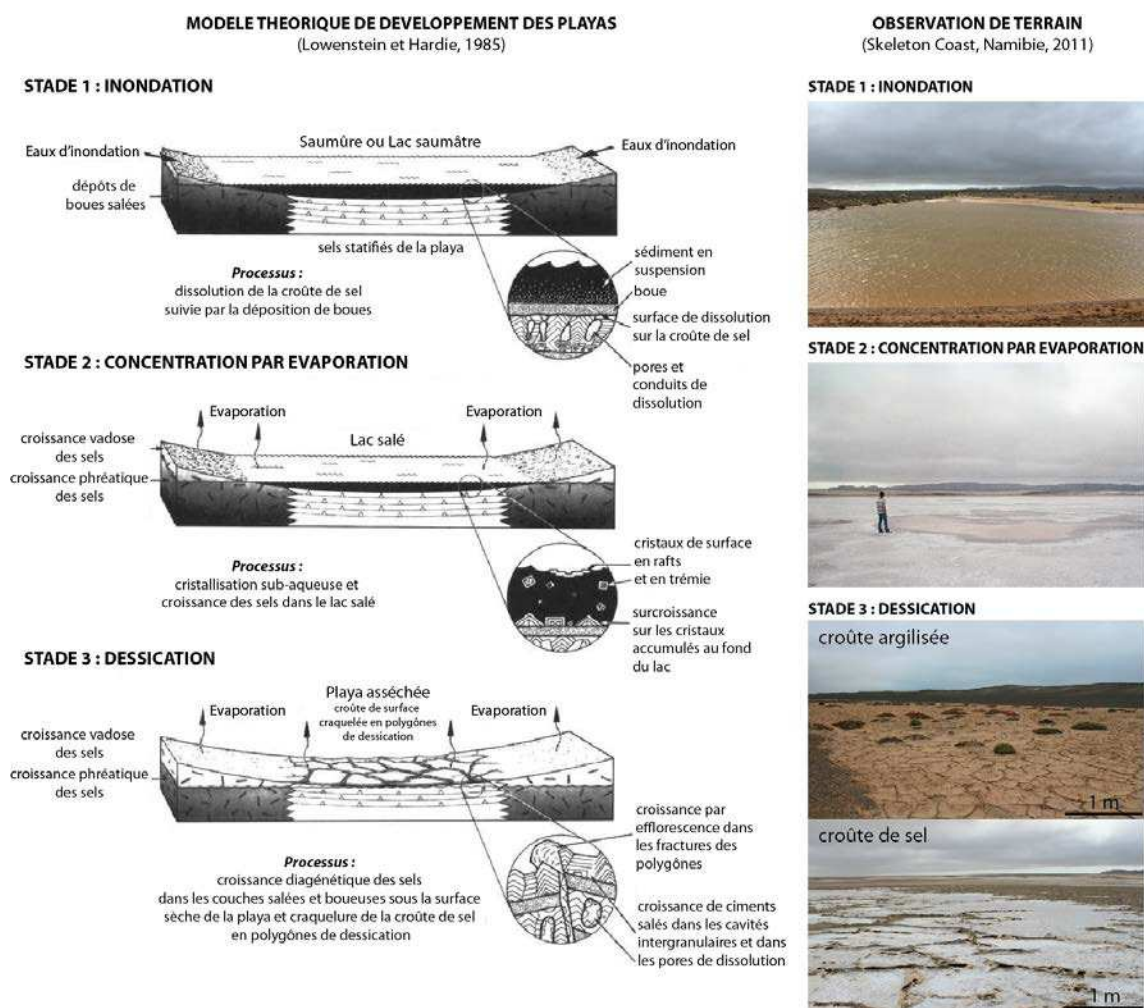 MODELE THEORIQUE DE DEVELOPPEMENT DES PLAYAS
(Lowenstein et Hardie, 1985)
STADE 1 : INONDATION
Saumûre ou Lac saumâtre
Eaux d'inondation
Eaux d'inondation
dépôts de
boues salées
sels statifiés de la playa
Processus :
dissolution de la croûte de sel
suivie par la déposition de boues
sédiment en
suspension
boue
surface de dissolution
sur la croûte de sel
pores et
conduits de
dissolution
STADE 2 : CONCENTRATION PAR EVAPORATION
Evaporation
Evaporation
Lac salé
croissance vadose
des sels
croissance phréatique
des sels
Processus :
cristallisation sub-aqueuse et
croissance des sels dans le lac salé
cristaux de surface
en rafts
et en trémie
surcroissance
sur les cristaux
accumulés au fond
du lac
STADE 3 : DESSICATION
Playa asséchée
croûte de surface
craquelée en polygônes
de dessication
Evaporation
Evaporation
croissance vadose
des sels
croissance phréatique
des sels
Processus :
croissance diagénétique des sels
dans les couches salées et boueuses sous la surface
sèche de la playa et craquelure de la croûte de sel
en polygônes de dessication
croissance par
efflorescence dans
les fractures des
polygônes
croissance de ciments
salés dans les cavités
intergranulaires et dans
les pores de dissolution
OBSERVATION DE TERRAIN
(Skeleton Coast, Namibie, 2011)
STADE 1 : INONDATION
STADE 2 : CONCENTRATION PAR EVAPORATION
STADE 3 : DESSICATION
croûte argilisée
1 m
croûte de sel
1 m